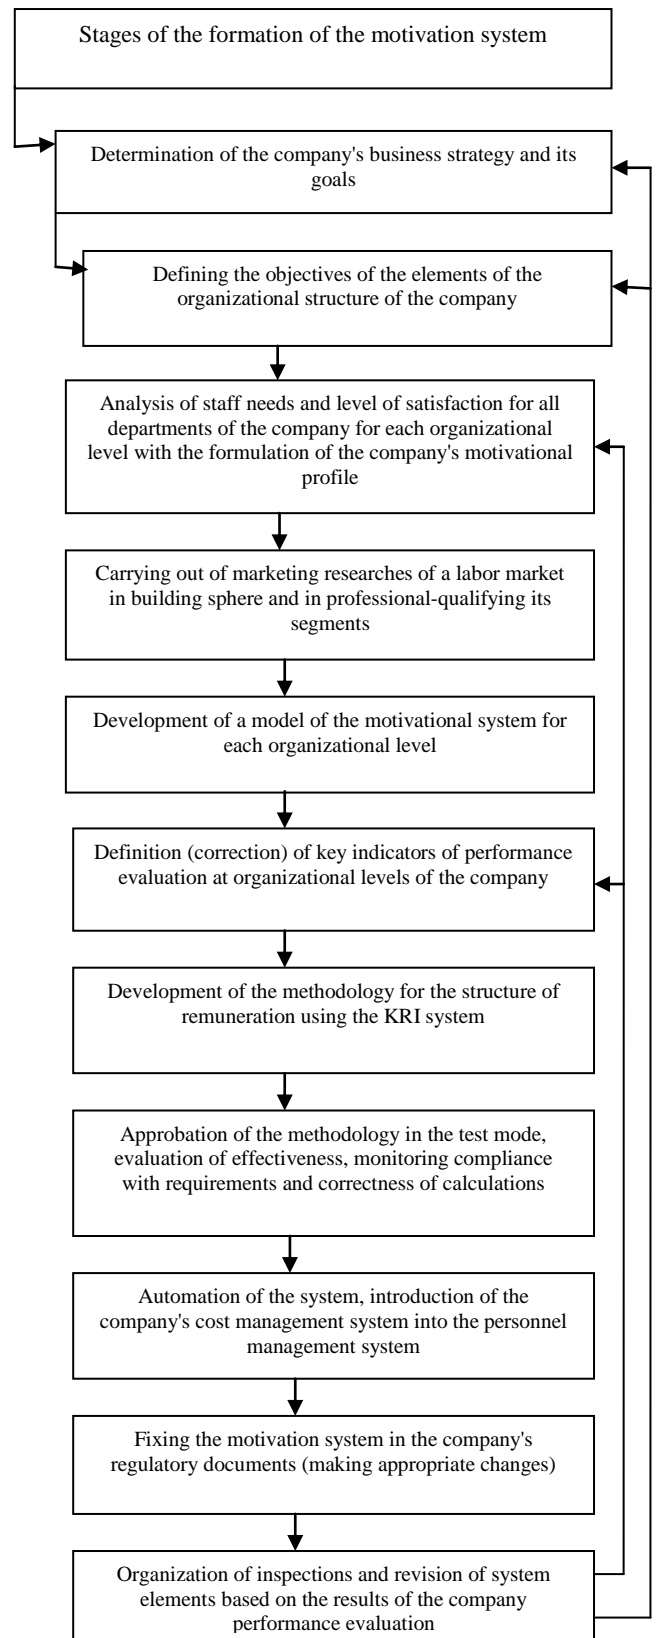 Stages of the formation of the motivation system
Determination of the company's business strategy and its
goals
Defining the objectives of the elements of the
organizational structure of the company
Analysis of staff needs and level of satisfaction for all
departments of the company for each organizational
level with the formulation of the company's motivational
profile
Carrying out of marketing researches of a labor market
in building sphere and in professional-qualifying its
segments
Development of a model of the motivational system for
each organizational level
Definition (correction) of key indicators of performance
evaluation at organizational levels of the company
Development of the methodology for the structure of
remuneration using the KRI system
Approbation of the methodology in the test mode,
evaluation of effectiveness, monitoring compliance
with requirements and correctness of calculations
Automation of the system, introduction of the
company's cost management system into the personnel
management system
Fixing the motivation system in the company's
regulatory documents (making appropriate changes)
Organization of inspections and revision of system
elements based on the results of the company
performance evaluation